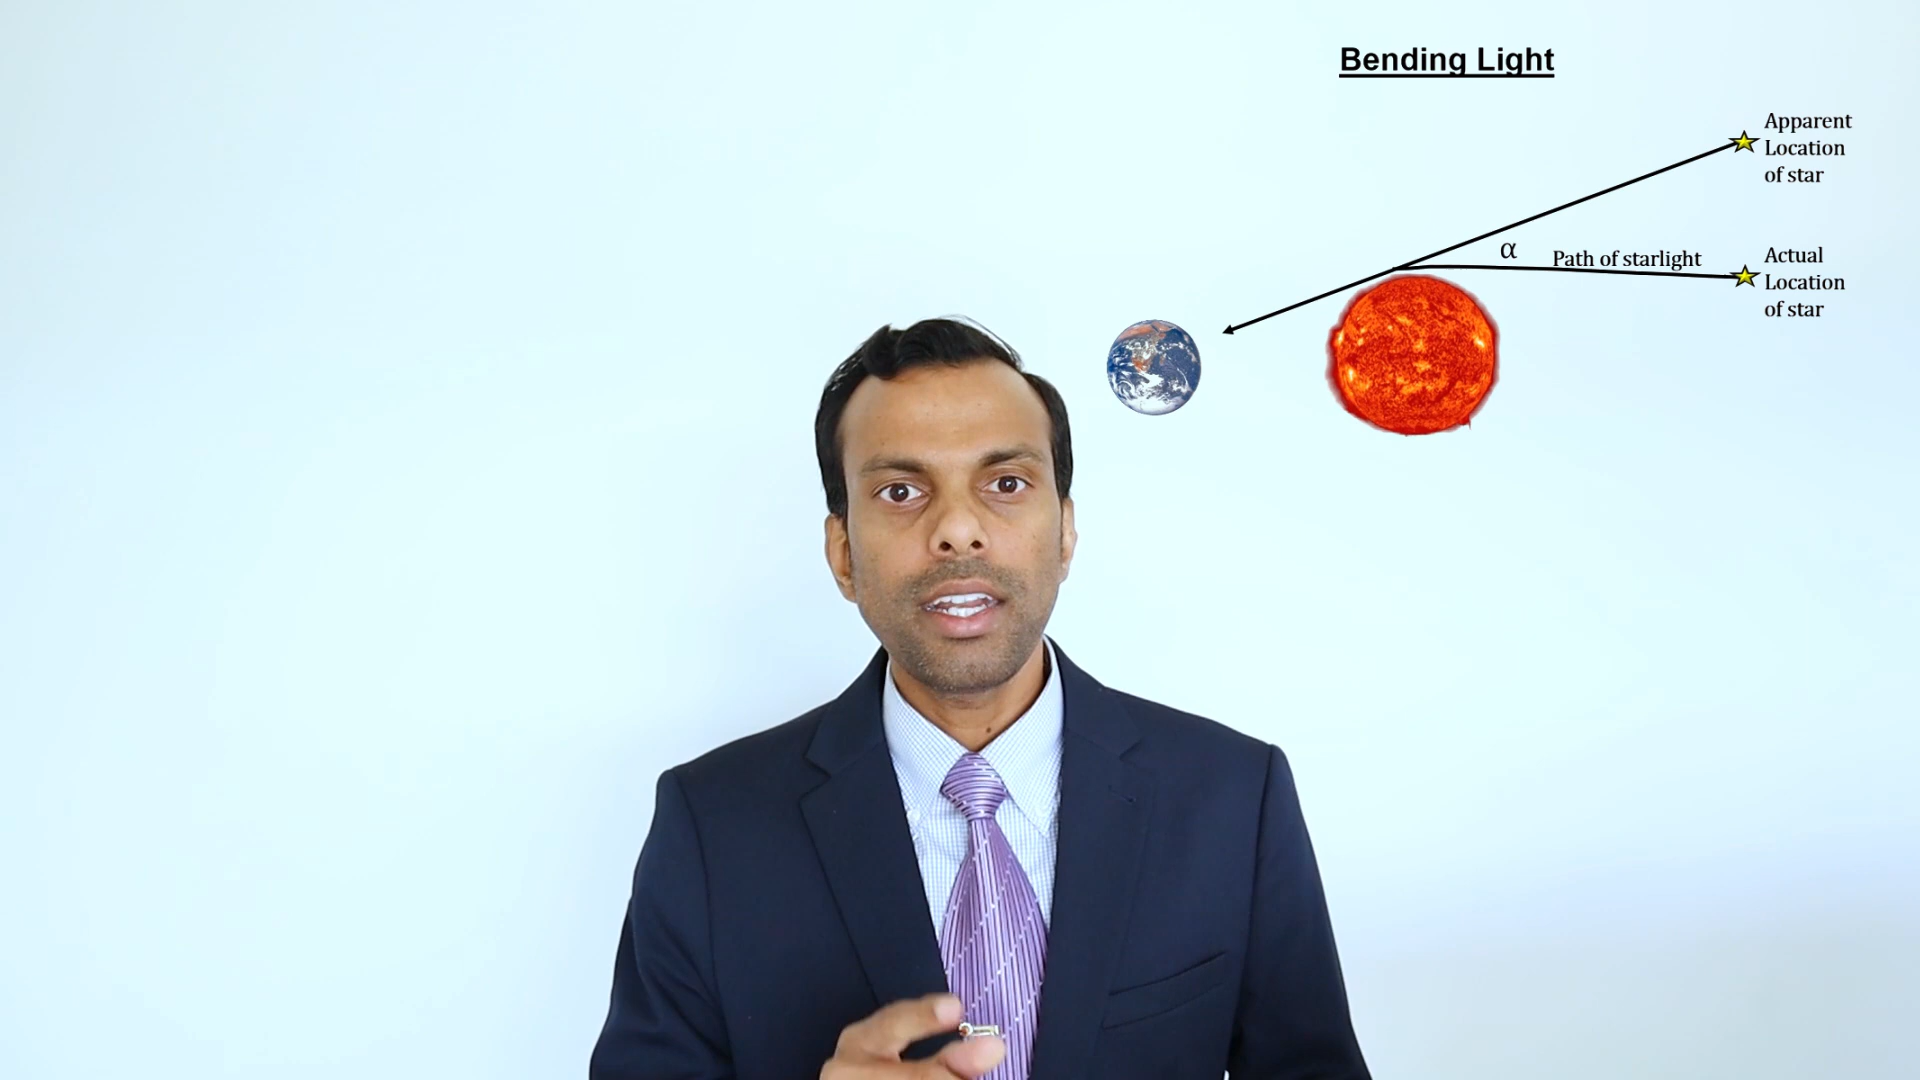 Bending Light
Apparent
Location
of star
α
Path of starlight
Actual
Location
of star